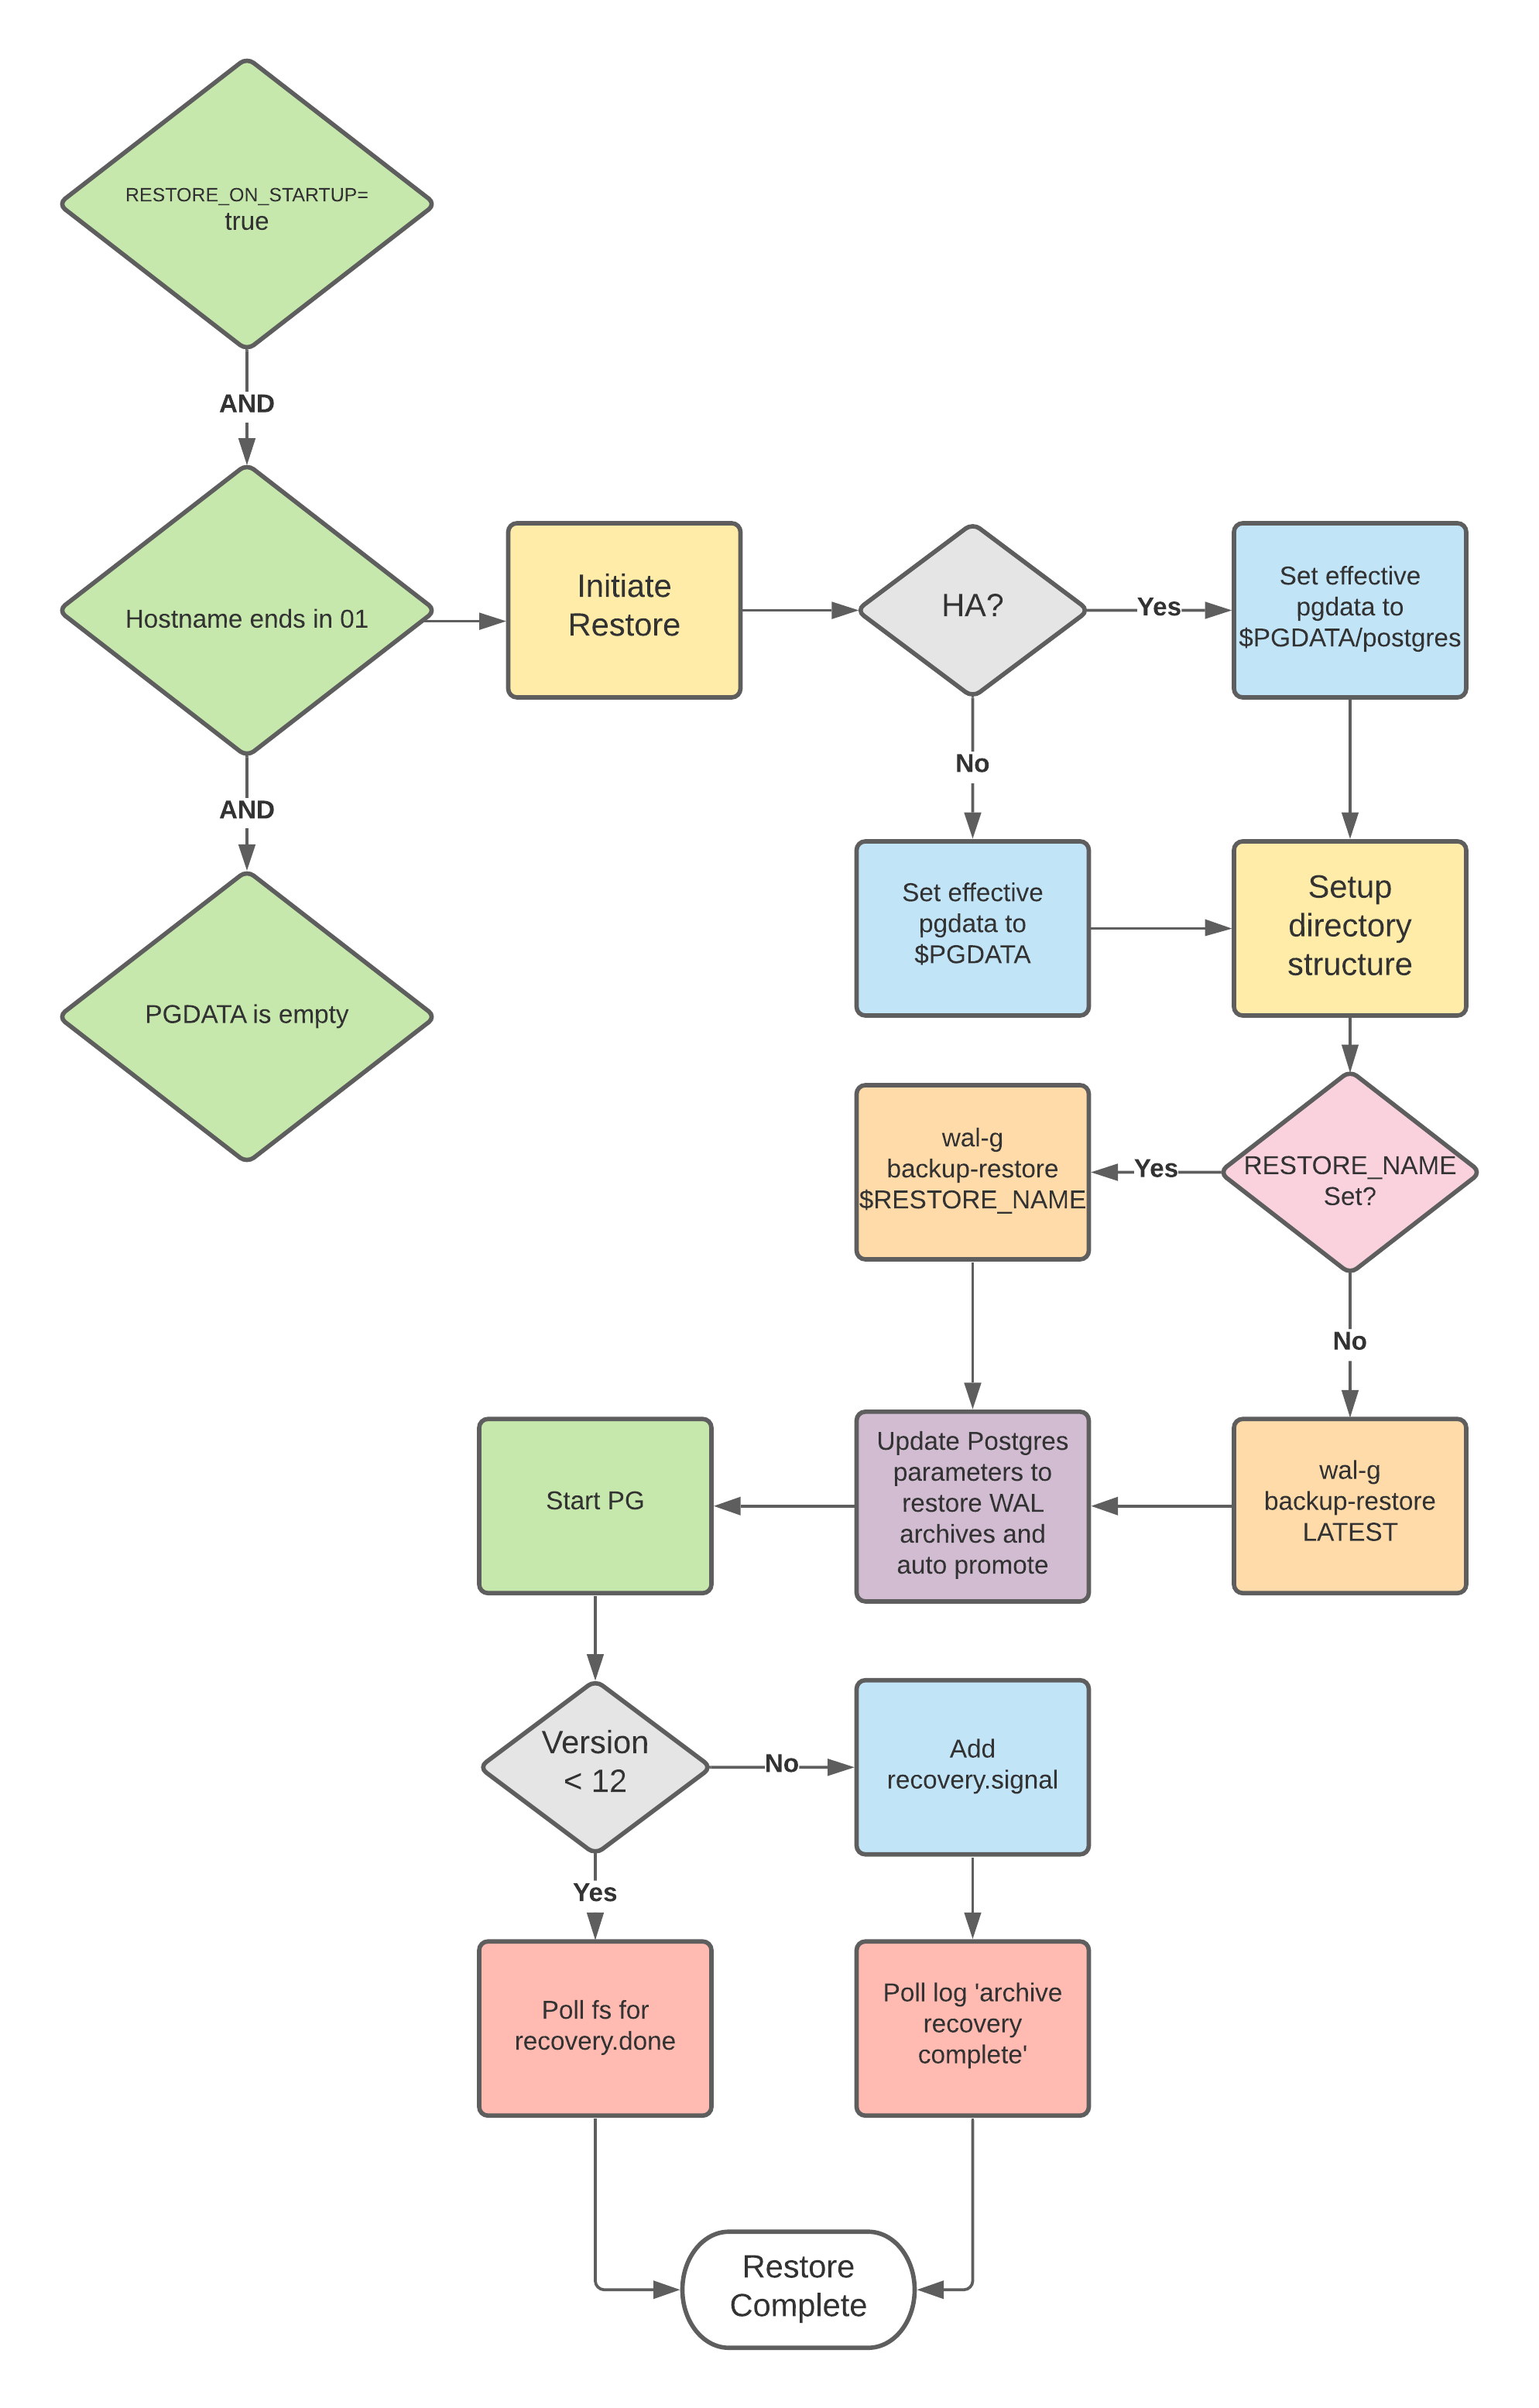 RESTORE_ON_STARTUP=
true
AND
Hostname ends in 01
AND
PGDATA is empty
Initiate
Restore
HA?
Yes
Set effective
pgdata to
$PGDATA/postgres
No
Set effective
pgdata to
$PGDATA
Setup
directory
structure
RESTORE_NAME
Set?
Yes
wal-g
backup-restore
$RESTORE_NAME
No
wal-g
backup-restore
LATEST
Update Postgres
parameters to
restore WAL
archives and
auto promote
Start PG
Version
< 12
No
Add
recovery.signal
Yes
Poll fs for
recovery.done
Poll log 'archive
recovery
complete'
Restore
Complete